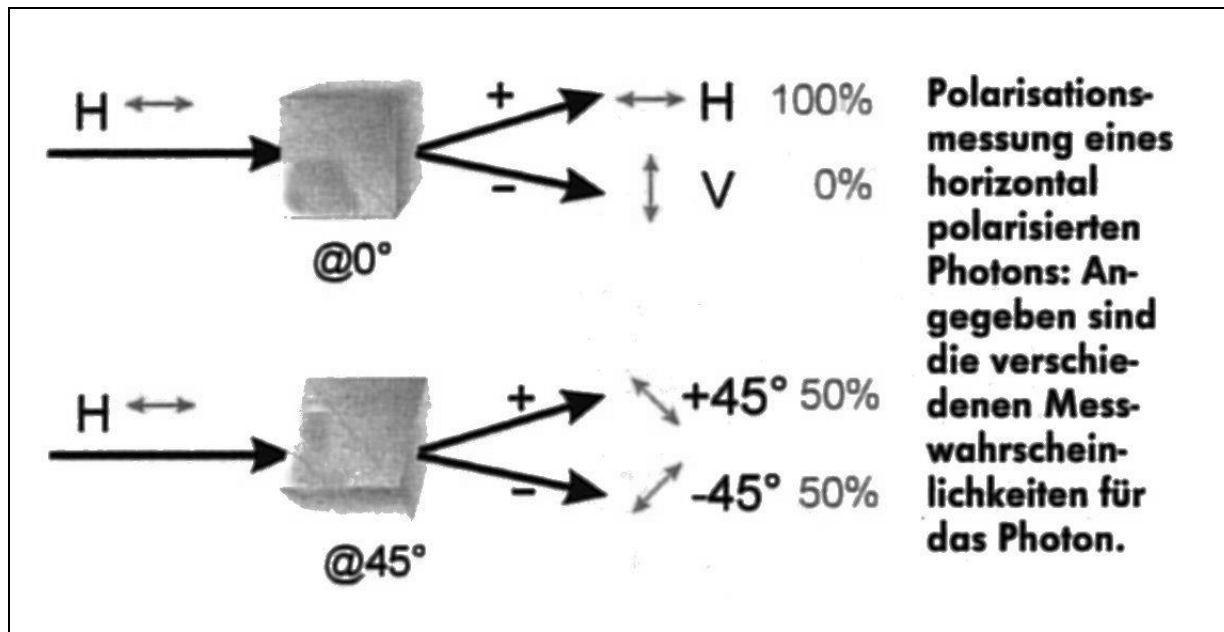 H
+
H 100%
–
V 0%
@0°
H
+
+45° 50%
–
-45° 50%
@45°
Polarisations-
messung eines
horizontal
polarisierten
Photons: An-
gegeben sind
die verschie-
denen Mess-
wahrschein-
lichkeiten für
das Photon.